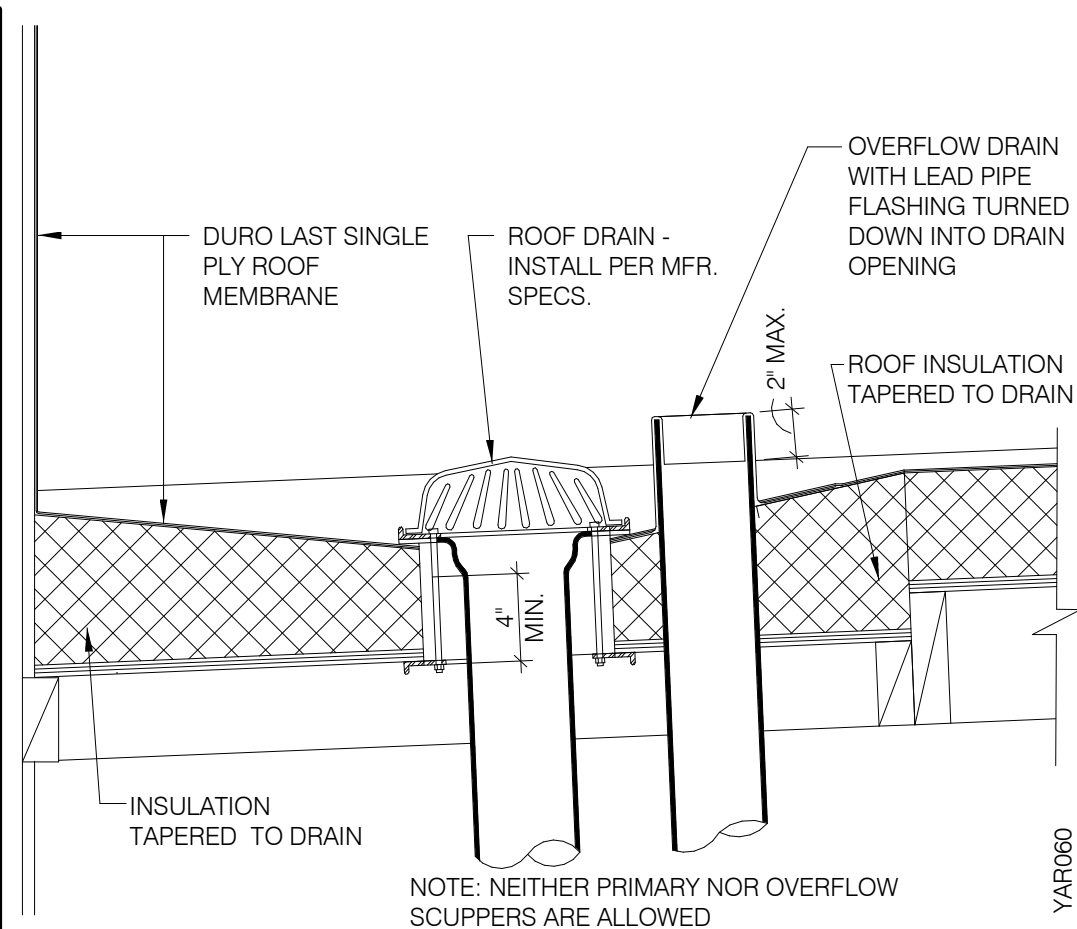 OVERFLOW DRAIN
WITH LEAD PIPE
FLASHING TURNED
DOWN INTO DRAIN
OPENING
DURO LAST SINGLE
PLY ROOF
MEMBRANE
ROOF DRAIN -
INSTALL PER MFR.
SPECS.
2" MAX.
ROOF INSULATION
TAPERED TO DRAIN
4"
MIN.
INSULATION
TAPERED TO DRAIN
NOTE: NEITHER PRIMARY NOR OVERFLOW
SCUPPERS ARE ALLOWED
YAR060